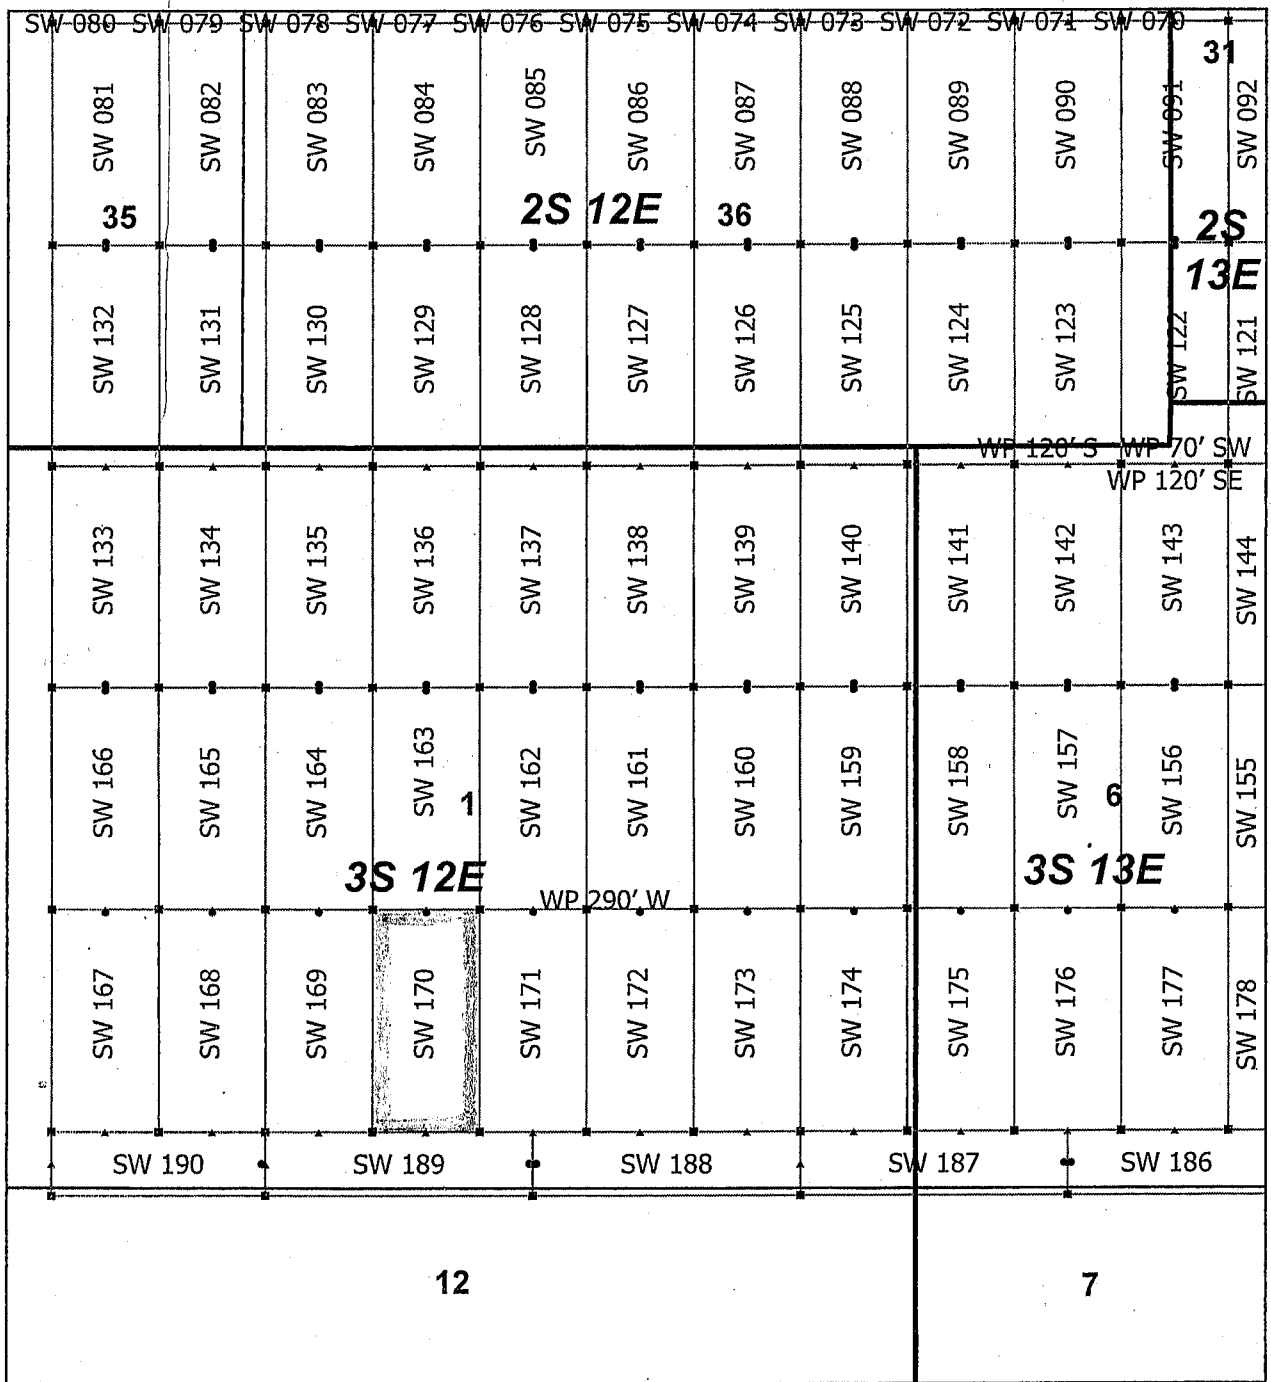 SW 080 SW 079 SW 078 SW 077 SW 076 SW 075 SW 074 SW 073 SW 072 SW 071 SW 070
31
SW 081 SW 082 SW 083 SW 084 SW 085 SW 086 SW 087 SW 088 SW 089 SW 090 SW 091 SW 092
35 2S 12E 36 2S
13E
SW 132 SW 131 SW 130 SW 129 SW 128 SW 127 SW 126 SW 125 SW 124 SW 123 SW 122 SW 121
WP 120' S WP 70' SW
WP 120' SE
SW 133 SW 134 SW 135 SW 136 SW 137 SW 138 SW 139 SW 140 SW 141 SW 142 SW 143 SW 144
SW 166 SW 165 SW 164 SW 163 SW 162 SW 161 SW 160 SW 159 SW 158 SW 157 SW 156 SW 155
1 6
3S 12E 3S 13E
WP 290' W
SW 167 SW 168 SW 169 SW 170 SW 171 SW 172 SW 173 SW 174 SW 175 SW 176 SW 177 SW 178
SW 190 SW 189 SW 188 SW 187 SW 186
12 7